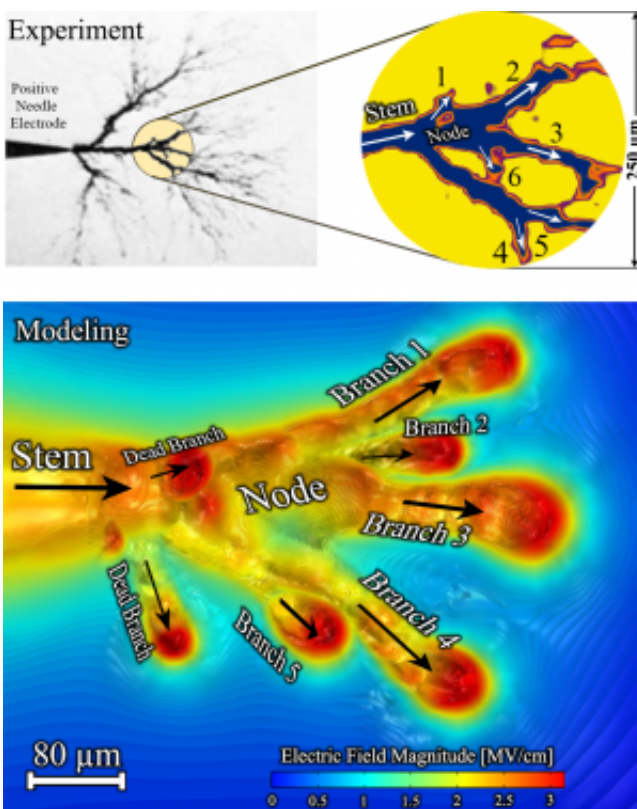 Experiment
Positive
Needle
Electrode
Stem
Node
1
2
3
6
4
5
250 μm
Modeling
Branch 1
Dead Branch
Branch 2
Stem
Node
Branch 3
Dead Branch
Branch 4
Branch 5
80 μm
Electric Field Magnitude [MV/cm]
0 0.5 1 1.5 2 2.5 3